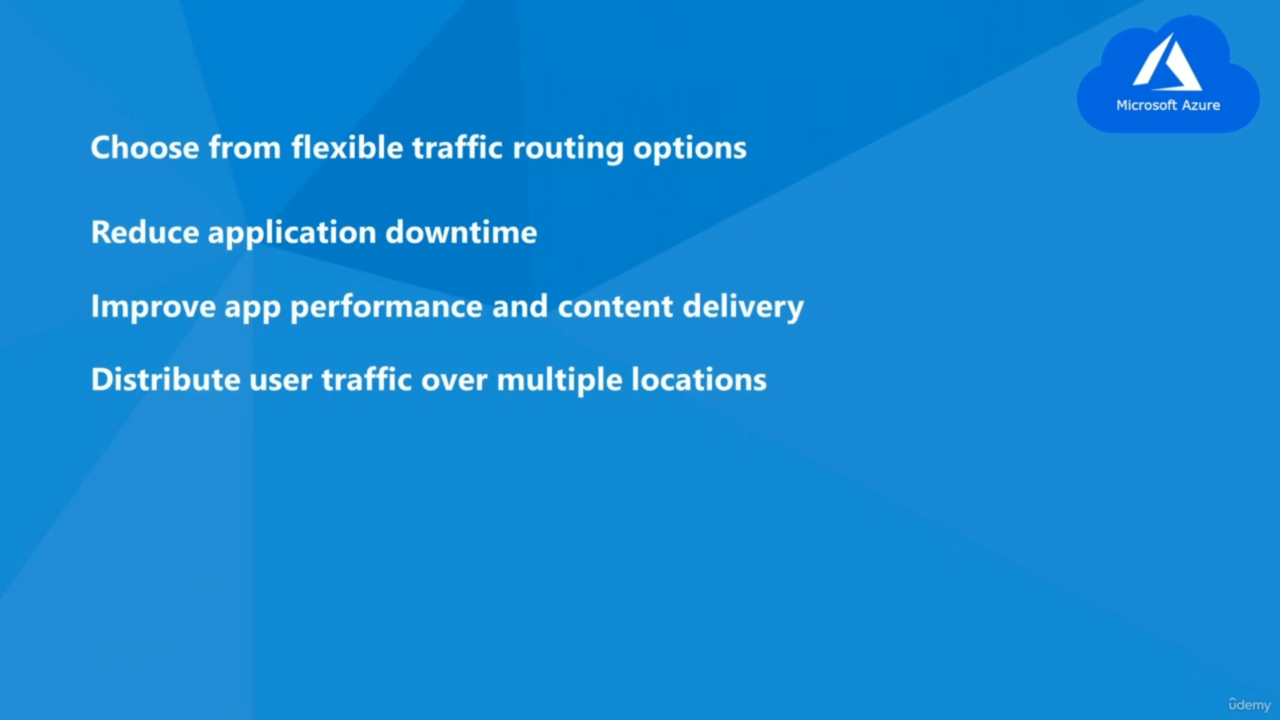 Microsoft Azure
Choose from flexible traffic routing options
Reduce application downtime
Improve app performance and content delivery
Distribute user traffic over multiple locations
ûdemy